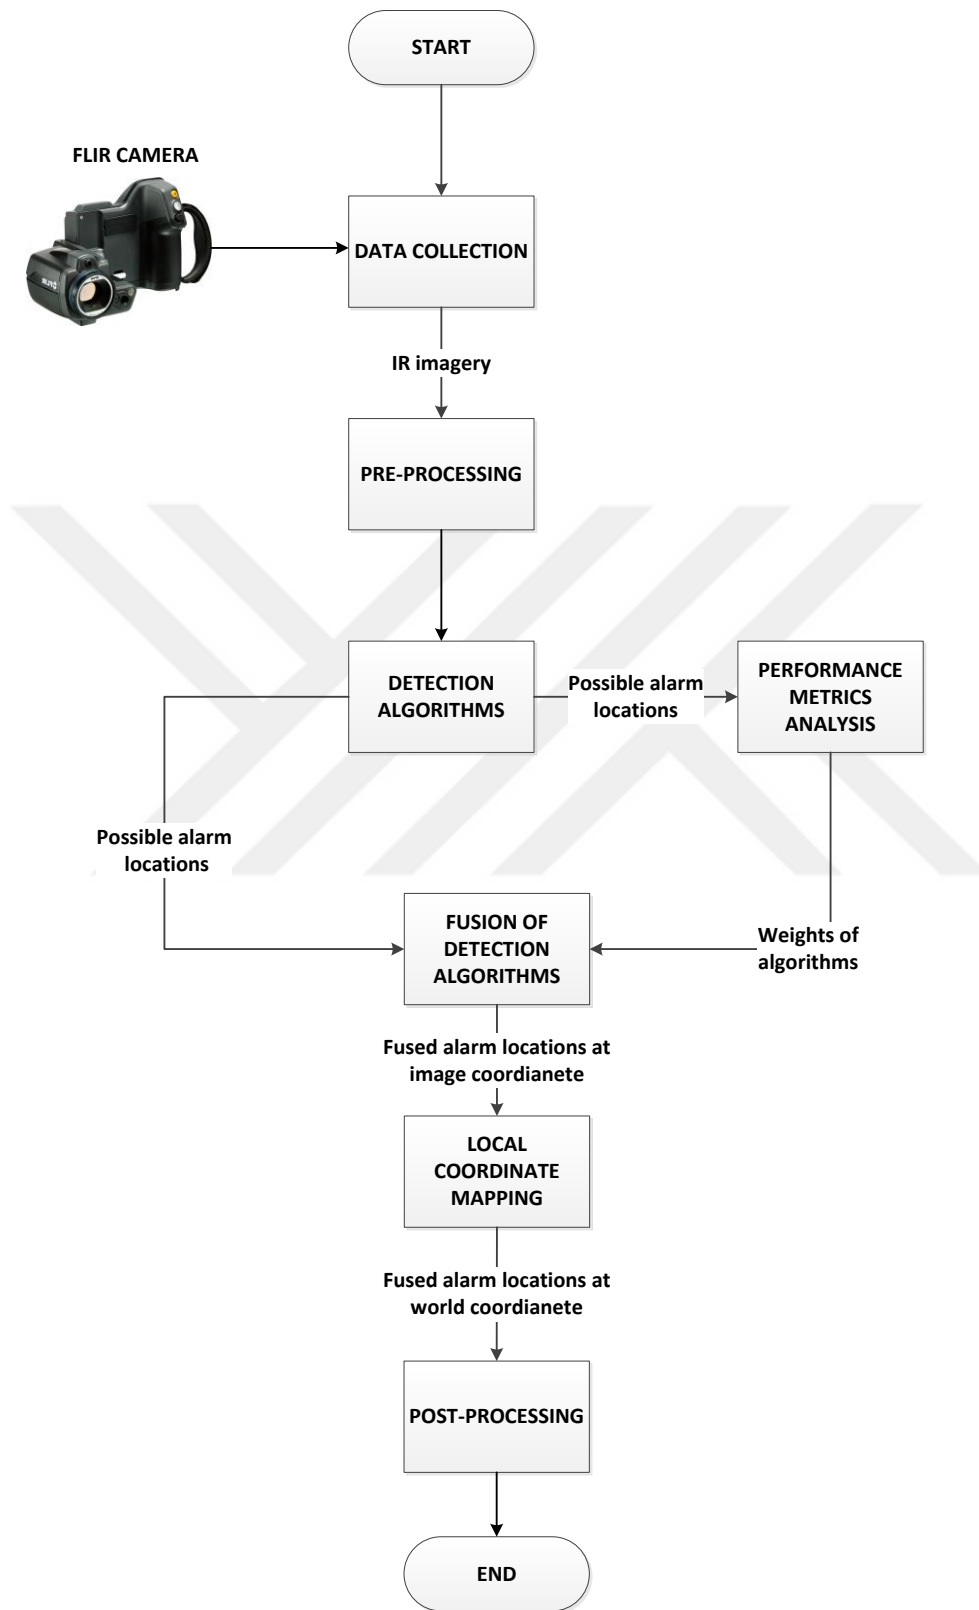 START
FLIR CAMERA
DATA COLLECTION
IR imagery
PRE-PROCESSING
DETECTION
ALGORITHMS
Possible alarm
locations
PERFORMANCE
METRICS
ANALYSIS
Possible alarm
locations
FUSION OF
DETECTION
ALGORITHMS
Weights of
algorithms
Fused alarm locations at
image coordianete
LOCAL
COORDINATE
MAPPING
Fused alarm locations at
world coordianete
POST-PROCESSING
END